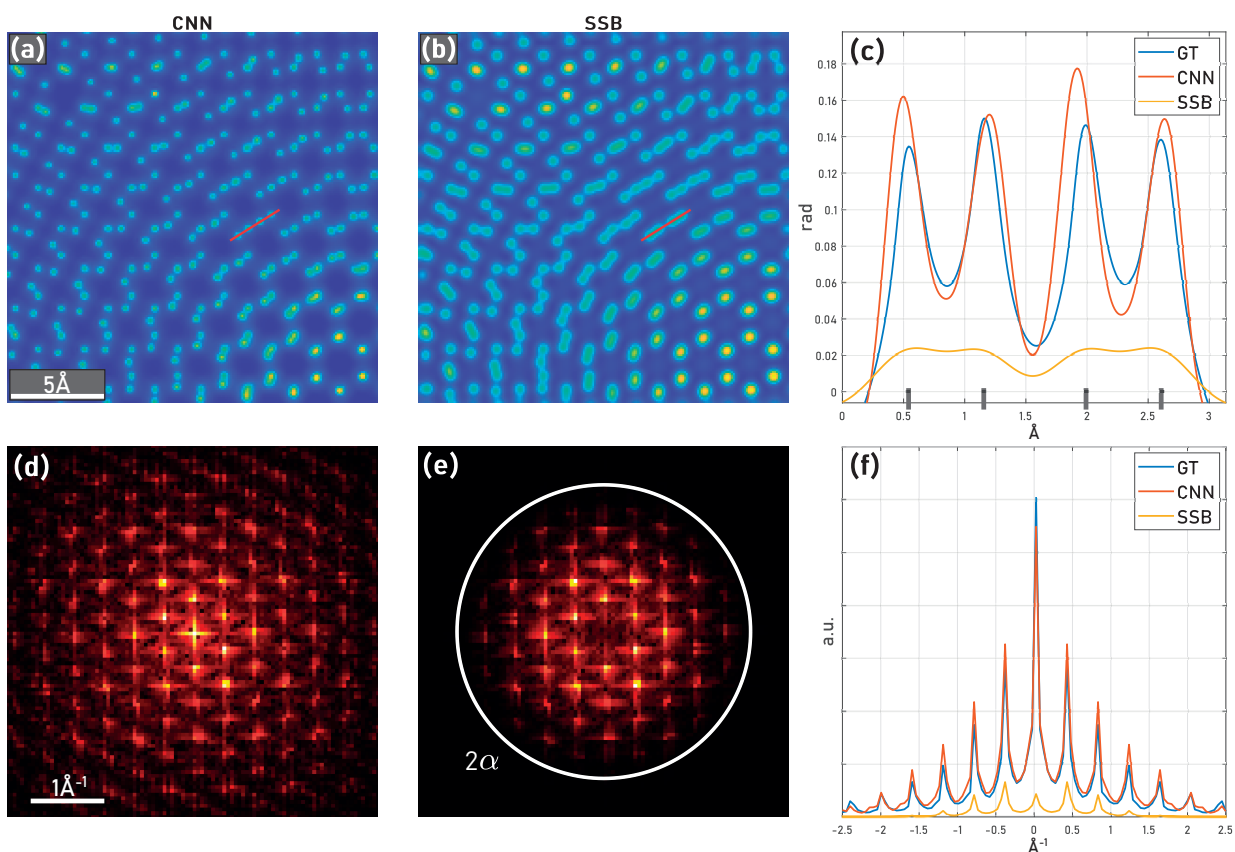 CNN
SSB
(a)
5Å
(b)
(c)
GT
CNN
SSB
rad
0.18
0.16
0.14
0.12
0.10
0.08
0.06
0.04
0.02
0
0 0.5 1 1.5 2 2.5 3
Å
(d)
1Å⁻¹
(e)
2α
(f)
GT
CNN
SSB
a.u.
-2.5 -2 -1.5 -1 -0.5 0 0.5 1 1.5 2 2.5
Å⁻¹